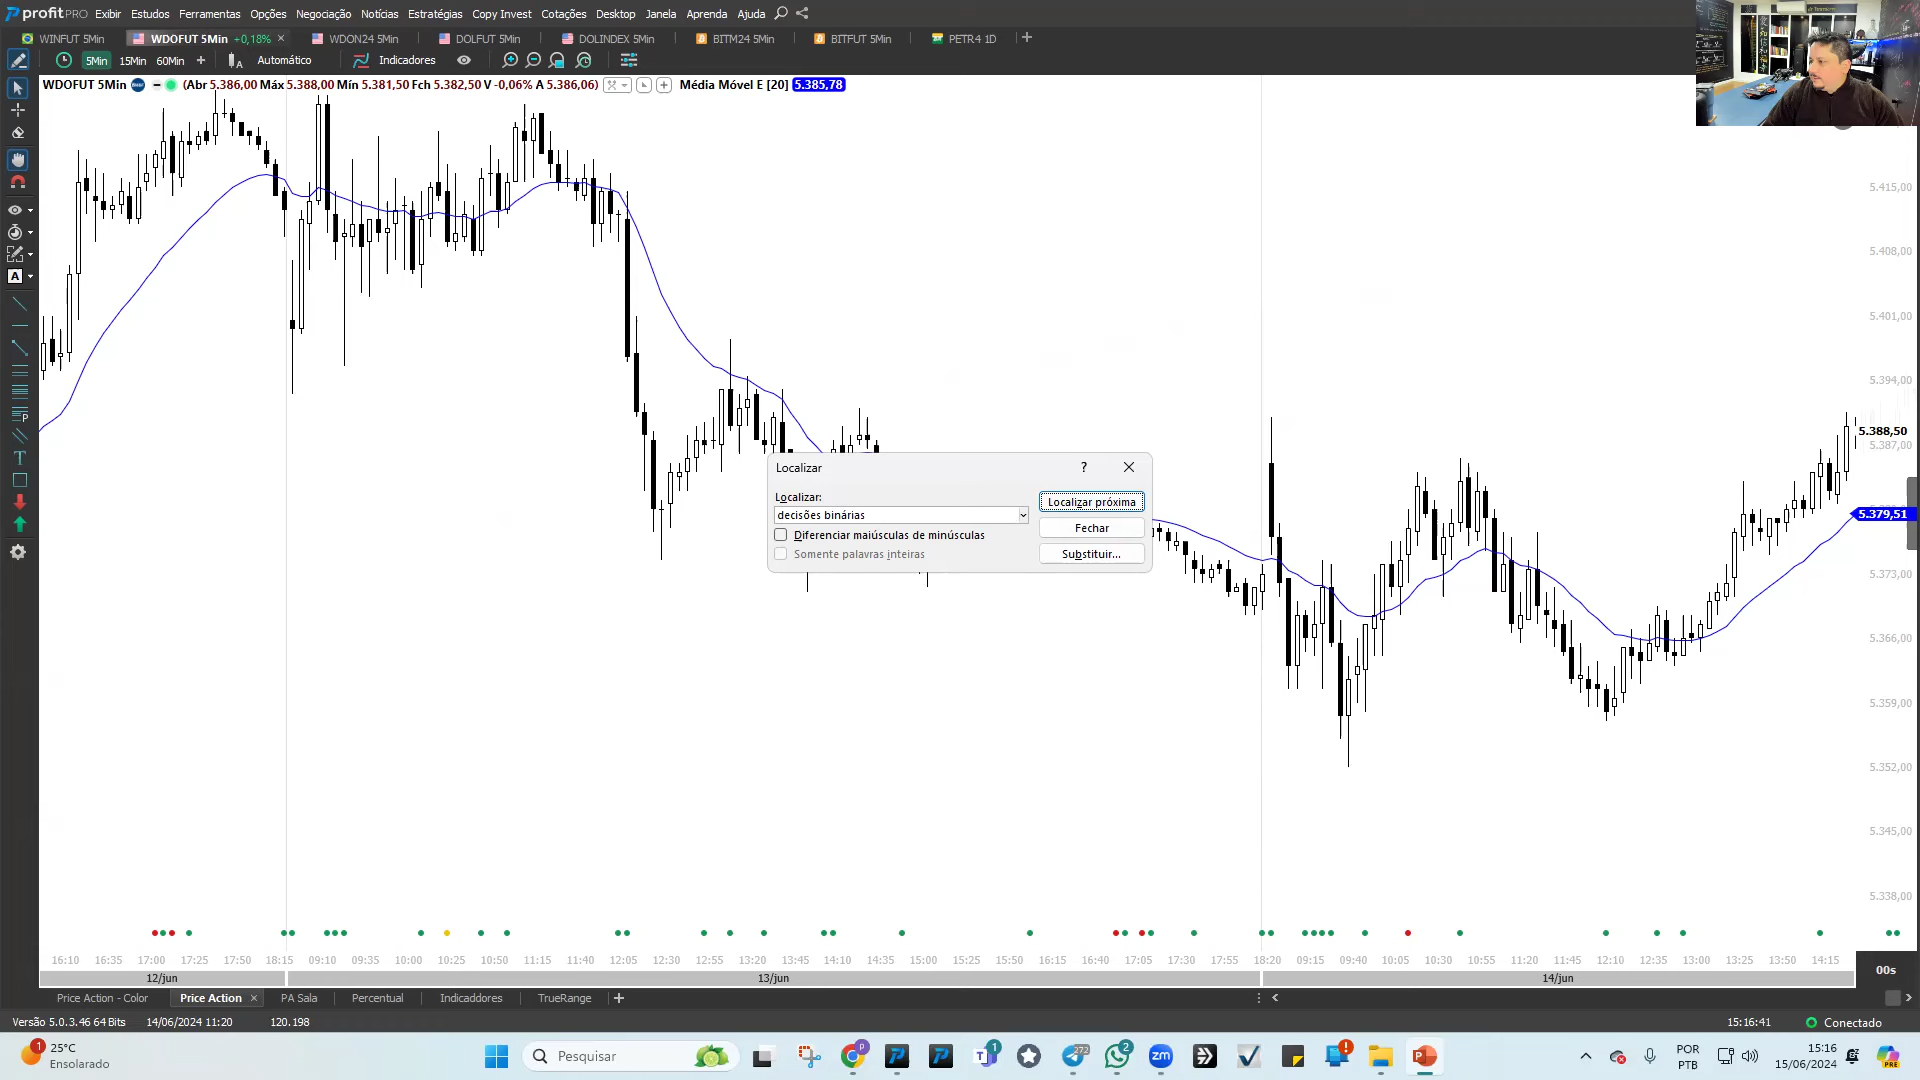 profitPRO Exibir Estudos Ferramentas Opções Negociação Notícias Estratégias Copy Invest Cotações Desktop Janela Aprenda Ajuda
WINFUT 5Min WDOFUT 5Min +0,18% × WDON24 5Min DOLFUT 5Min DOLINDEX 5Min BITM24 5Min BITFUT 5Min PETR4 1D +
5Min 15Min 60Min + Automático Indicadores
WDOFUT 5Min (Abr 5.386,00 Máx 5.388,00 Mín 5.381,50 Fch 5.382,50 V -0,06% A 5.386,06) Média Móvel E [20] 5.385,78
5.415,00
5.408,00
5.401,00
5.394,00
5.388,50
5.387,00
5.379,51
5.373,00
5.366,00
5.359,00
5.352,00
5.345,00
5.338,00
Localizar ? ×
Localizar:
decisões binárias
Diferenciar maiúsculas de minúsculas
Somente palavras inteiras
Localizar próxima
Fechar
Substituir...
16:10 16:35 17:00 17:25 17:50 18:15 09:10 09:35 10:00 10:25 10:50 11:15 11:40 12:05 12:30 12:55 13:20 13:45 14:10 14:35 15:00 15:25 15:50 16:15 16:40 17:05 17:30 17:55 18:20 09:15 09:40 10:05 10:30 10:55 11:20 11:45 12:10 12:35 13:00 13:25 13:50 14:15
12/jun 13/jun 14/jun
00s
Price Action - Color Price Action × PA Sala Percentual Indicaddores TrueRange +
Versão 5.0.3.46 64 Bits 14/06/2024 11:20 120.198 15:16:41 Conectado
1 25°C
Ensolarado
Pesquisar
P
1
272
2
zm
POR
PTB
15:16
15/06/2024
PRE